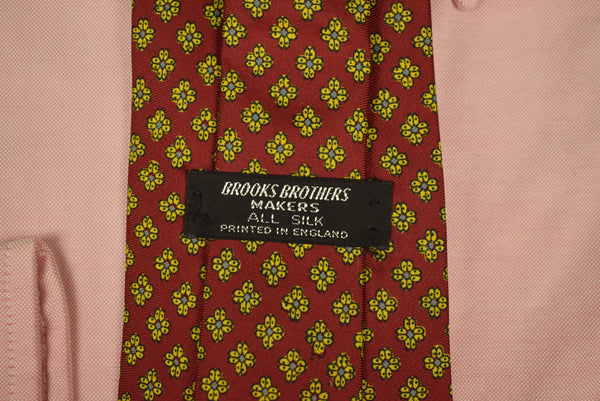 BROOKS BROTHERS
MAKERS
ALL SILK
PRINTED IN ENGLAND